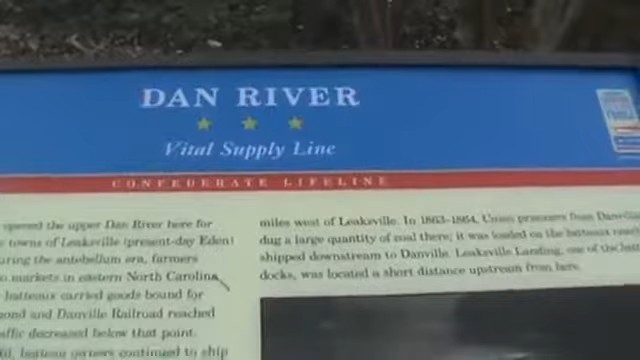 DAN RIVER
Vital Supply Line
CONFEDERATE LIFELINE
opened the upper Dan River here for
towns of Leaksville (present-day Eden)
during the antebellum era, farmers
markets in eastern North Carolina
batteaux carried goods bound for
and Danville Railroad reached
traffic decreased below that point.
batteau owners continued to ship
miles west of Leaksville. In 1863-1864, Union prisoners from Danville
dug a large quantity of coal there; it was loaded on the batteaux
shipped downstream to Danville. Leaksville Landing, one of the
docks, was located a short distance upstream from here.